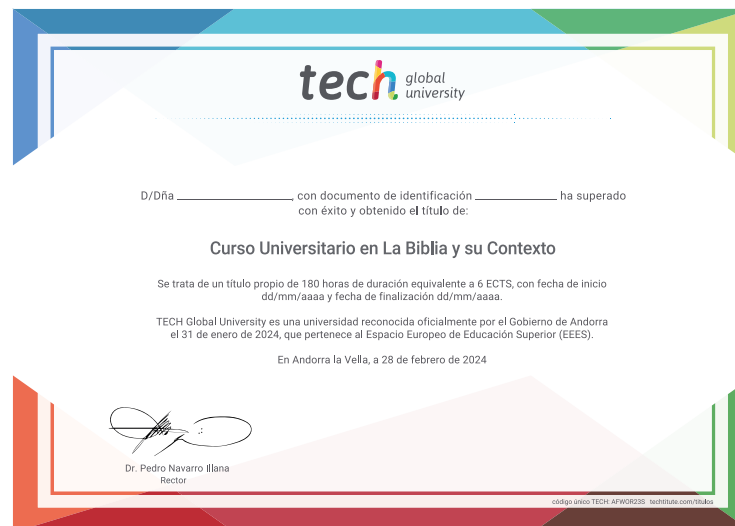 tech global university
D/Dña ____________, con documento de identificación ____________ ha superado
con éxito y obtenido el título de:
Curso Universitario en La Biblia y su Contexto
Se trata de un título propio de 180 horas de duración equivalente a 6 ECTS, con fecha de inicio
dd/mm/aaaa y fecha de finalización dd/mm/aaaa.
TECH Global University es una universidad reconocida oficialmente por el Gobierno de Andorra
el 31 de enero de 2024, que pertenece al Espacio Europeo de Educación Superior (EEES).
En Andorra la Vella, a 28 de febrero de 2024
Dr. Pedro Navarro Illana
Rector
código único TECH: AFWOR23S techtitute.com/titulos